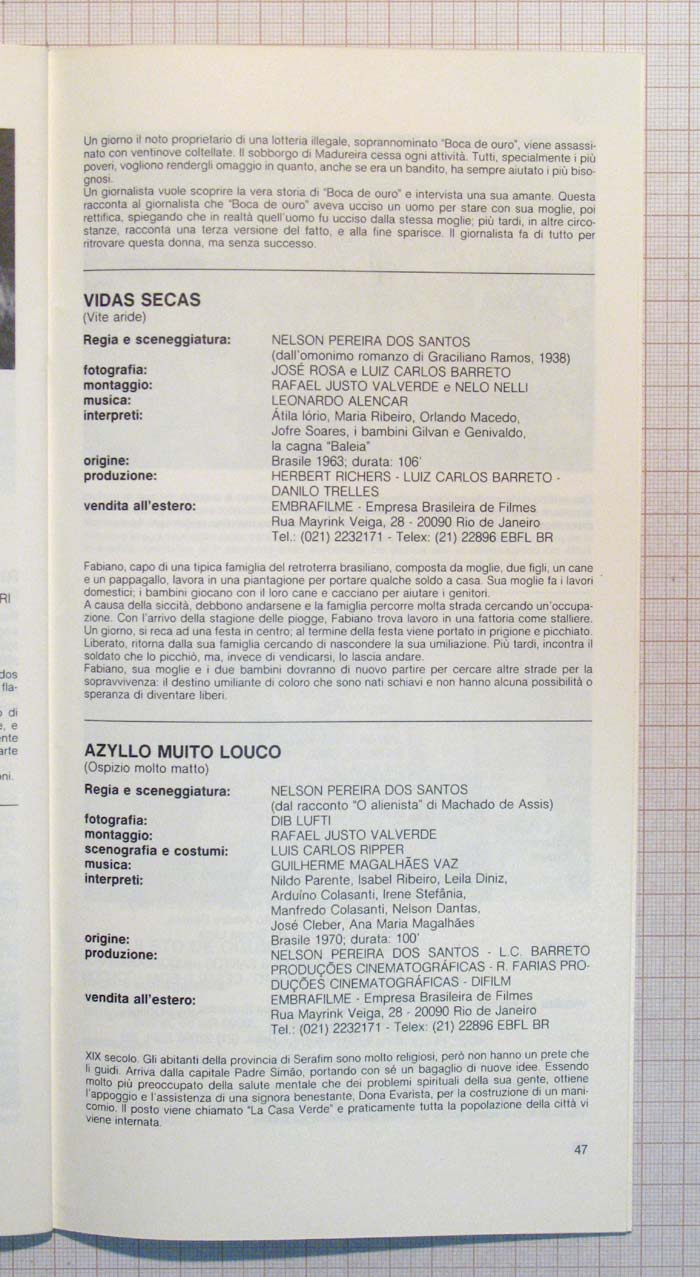 Un giorno il noto proprietario di una lotteria illegale, soprannominato "Boca de ouro", viene assassi-
nato con ventinove coltellate. Il sobborgo di Madureira cessa ogni attività. Tutti, specialmente i più
poveri, vogliono rendergli omaggio in quanto, anche se era un bandito, ha sempre aiutato i più biso-
gnosi.
Un giornalista vuole scoprire la vera storia di "Boca de ouro" e intervista una sua amante. Questa
racconta al giornalista che "Boca de ouro" aveva ucciso un uomo per stare con sua moglie, poi
rettifica, spiegando che in realtà quell'uomo fu ucciso dalla stessa moglie; più tardi, in altre circo-
stanze, racconta una terza versione del fatto, e alla fine sparisce. Il giornalista fa di tutto per
ritrovare questa donna, ma senza successo.
VIDAS SECAS
(Vite aride)
Regia e sceneggiatura: NELSON PEREIRA DOS SANTOS
(dall'omonimo romanzo di Graciliano Ramos, 1938)
fotografia: JOSÉ ROSA e LUIZ CARLOS BARRETO
montaggio: RAFAEL JUSTO VALVERDE e NELO NELLI
musica: LEONARDO ALENCAR
interpreti: Átila Iório, Maria Ribeiro, Orlando Macedo,
Jofre Soares, i bambini Gilvan e Genivaldo,
la cagna "Baleia"
origine: Brasile 1963; durata: 106'
produzione: HERBERT RICHERS - LUIZ CARLOS BARRETO -
DANILO TRELLES
vendita all'estero: EMBRAFILME - Empresa Brasileira de Filmes
Rua Mayrink Veiga, 28 - 20090 Rio de Janeiro
Tel.: (021) 2232171 - Telex: (21) 22896 EBFL BR
Fabiano, capo di una tipica famiglia del retroterra brasiliano, composta da moglie, due figli, un cane
e un pappagallo, lavora in una piantagione per portare qualche soldo a casa. Sua moglie fa i lavori
domestici; i bambini giocano con il loro cane e cacciano per aiutare i genitori.
A causa della siccità, debbono andarsene e la famiglia percorre molta strada cercando un'occupa-
zione. Con l'arrivo della stagione delle piogge, Fabiano trova lavoro in una fattoria come stalliere.
Un giorno, si reca ad una festa in centro; al termine della festa viene portato in prigione e picchiato.
Liberato, ritorna dalla sua famiglia cercando di nascondere la sua umiliazione. Più tardi, incontra il
soldato che lo picchiò, ma, invece di vendicarsi, lo lascia andare.
Fabiano, sua moglie e i due bambini dovranno di nuovo partire per cercare altre strade per la
sopravvivenza: il destino umiliante di coloro che sono nati schiavi e non hanno alcuna possibilità o
speranza di diventare liberi.
AZYLLO MUITO LOUCO
(Ospizio molto matto)
Regia e sceneggiatura: NELSON PEREIRA DOS SANTOS
(dal racconto "O alienista" di Machado de Assis)
fotografia: DIB LUFTI
montaggio: RAFAEL JUSTO VALVERDE
scenografia e costumi: LUIS CARLOS RIPPER
musica: GUILHERME MAGALHÃES VAZ
interpreti: Nildo Parente, Isabel Ribeiro, Leila Diniz,
Arduino Colasanti, Irene Stefânia,
Manfredo Colasanti, Nelson Dantas,
José Cleber, Ana Maria Magalhães
origine: Brasile 1970; durata: 100'
produzione: NELSON PEREIRA DOS SANTOS - L.C. BARRETO
PRODUÇÕES CINEMATOGRÁFICAS - R. FARIAS PRO-
DUÇÕES CINEMATOGRÁFICAS - DIFILM
vendita all'estero: EMBRAFILME - Empresa Brasileira de Filmes
Rua Mayrink Veiga, 28 - 20090 Rio de Janeiro
Tel.: (021) 2232171 - Telex: (21) 22896 EBFL BR
XIX secolo. Gli abitanti della provincia di Serafim sono molto religiosi, però non hanno un prete che
li guidi. Arriva dalla capitale Padre Simão, portando con sé un bagaglio di nuove idee. Essendo
molto più preoccupato della salute mentale che dei problemi spirituali della sua gente, ottiene
l'appoggio e l'assistenza di una signora benestante, Dona Evarista, per la costruzione di un mani-
comio. Il posto viene chiamato "La Casa Verde" e praticamente tutta la popolazione della città vi
viene internata.
47